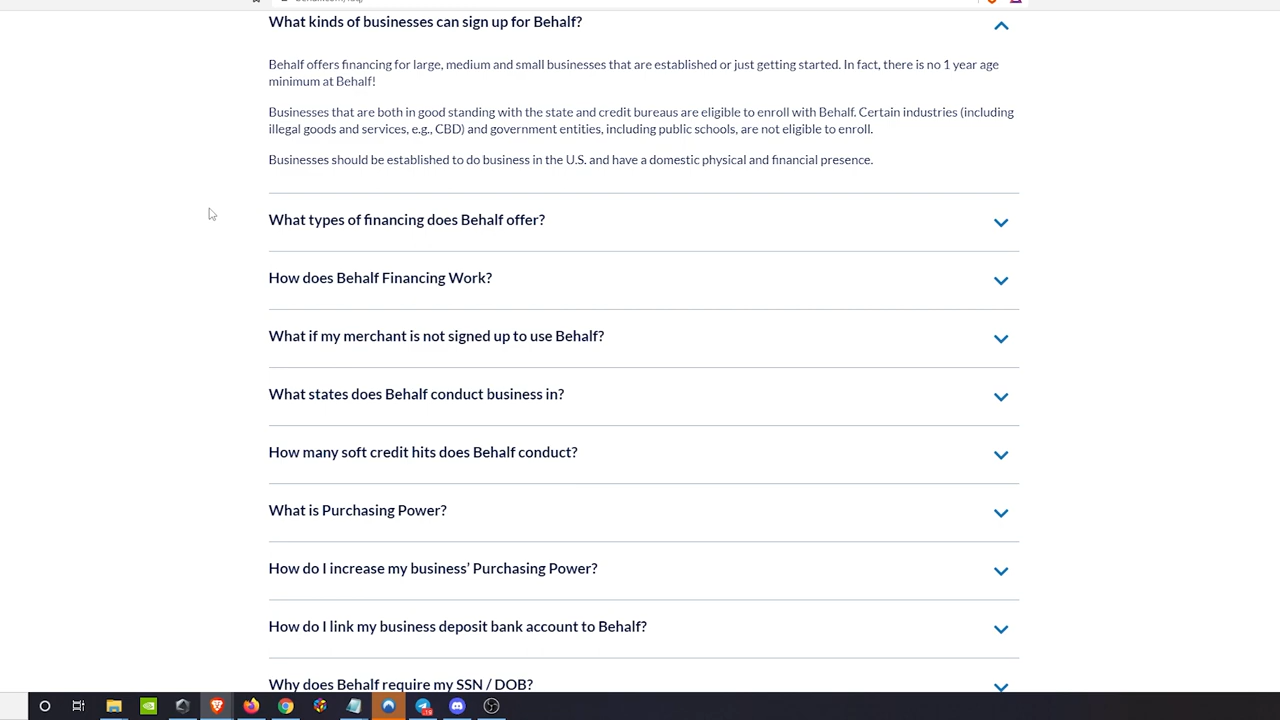 What kinds of businesses can sign up for Behalf?
Behalf offers financing for large, medium and small businesses that are established or just getting started. In fact, there is no 1 year age
minimum at Behalf!
Businesses that are both in good standing with the state and credit bureaus are eligible to enroll with Behalf. Certain industries (including
illegal goods and services, e.g., CBD) and government entities, including public schools, are not eligible to enroll.
Businesses should be established to do business in the U.S. and have a domestic physical and financial presence.
What types of financing does Behalf offer?
How does Behalf Financing Work?
What if my merchant is not signed up to use Behalf?
What states does Behalf conduct business in?
How many soft credit hits does Behalf conduct?
What is Purchasing Power?
How do I increase my business’ Purchasing Power?
How do I link my business deposit bank account to Behalf?
Why does Behalf require my SSN / DOB?